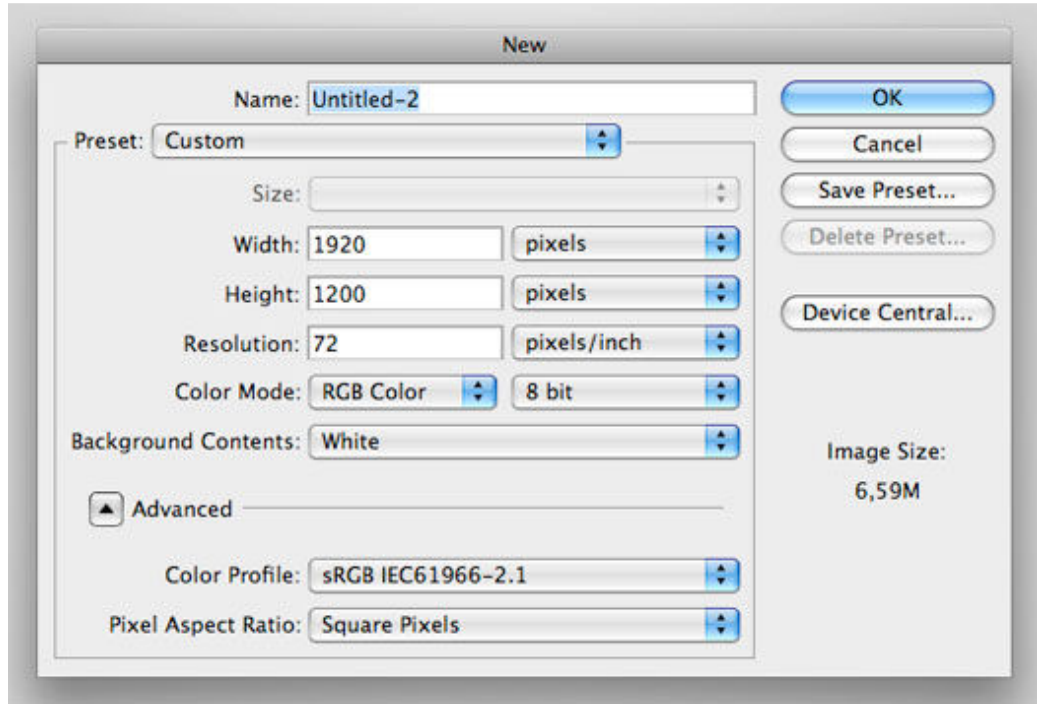 New
Name: Untitled-2
OK
Preset: Custom
Cancel
Size:
Save Preset...
Width: 1920 pixels
Delete Preset...
Height: 1200 pixels
Device Central...
Resolution: 72 pixels/inch
Color Mode: RGB Color 8 bit
Background Contents: White
Image Size:
6,59M
Advanced
Color Profile: sRGB IEC61966-2.1
Pixel Aspect Ratio: Square Pixels